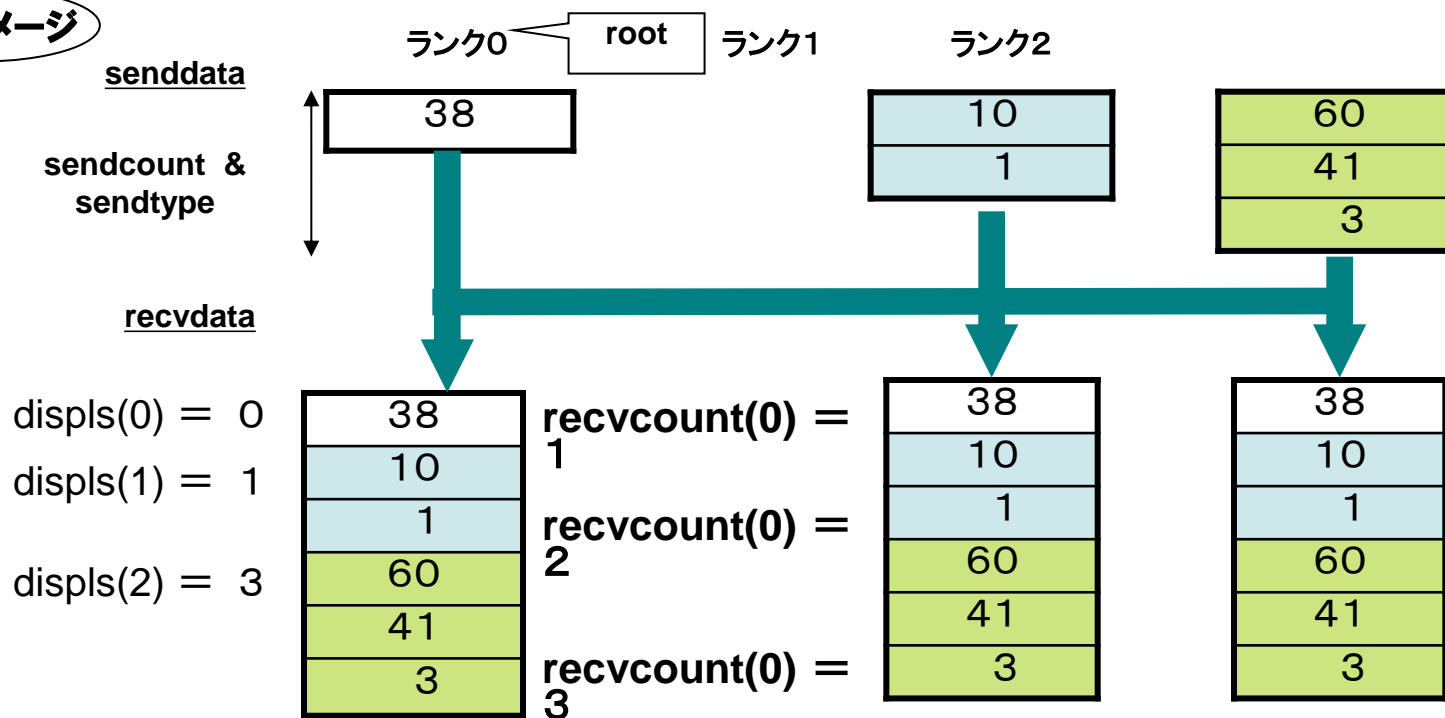 メージ
ランク0 root ランク1 ランク2
senddata
38 10 60
1 41
3
sendcount &
sendtype
recvdata
displs(0) = 0 38 recvcount(0) = 38 38
1
10 10 10
displs(1) = 1
1 recvcount(0) = 1 1
2
displs(2) = 3 60 60 60
41 41 41
3 recvcount(0) = 3 3
3